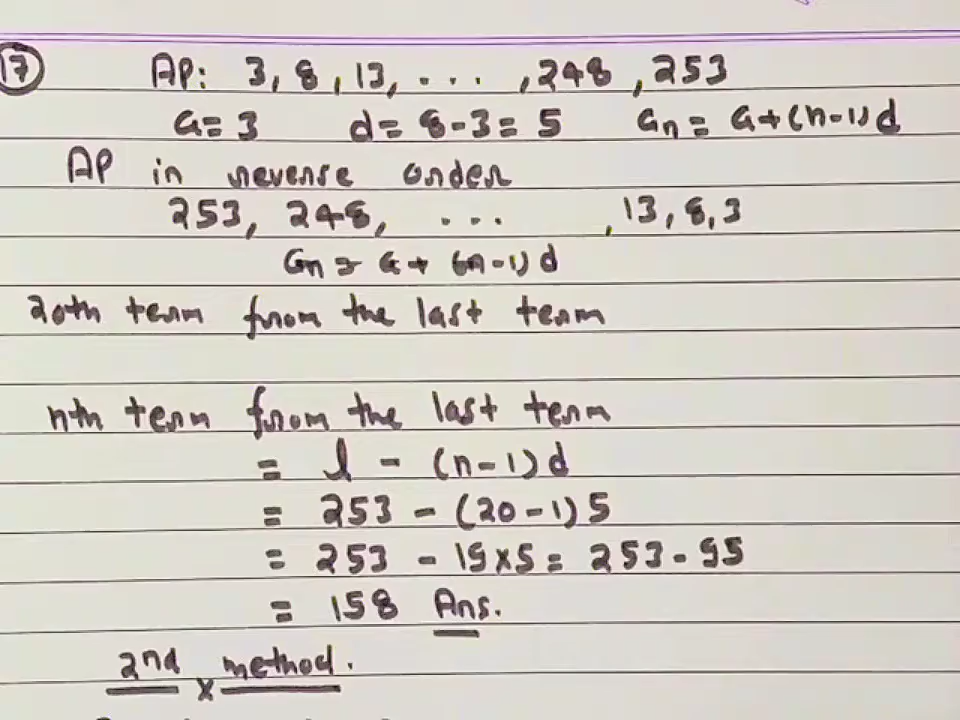 17 AP: 3, 8, 13, . . . , 248, 253
a = 3 d = 8 - 3 = 5 an = a + (n - 1) d
AP in reverse order
253, 248, . . . , 13, 8, 3
an = a + (n - 1) d
20th term from the last term
nth term from the last term
= l - (n - 1) d
= 253 - (20 - 1) 5
= 253 - 19 × 5 = 253 - 95
= 158 Ans.
2nd method.
×